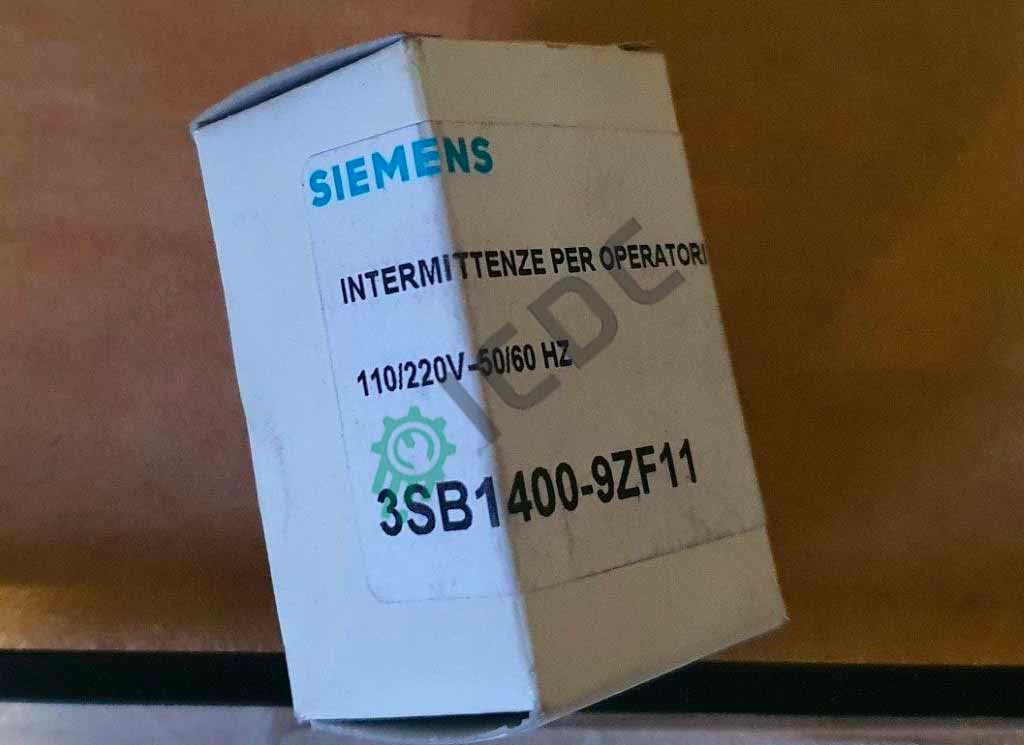 SIEMENS
INTERMITTENZE PER OPERATORI
110/220V-50/60 HZ
ICDC
3SB1400-9ZF11